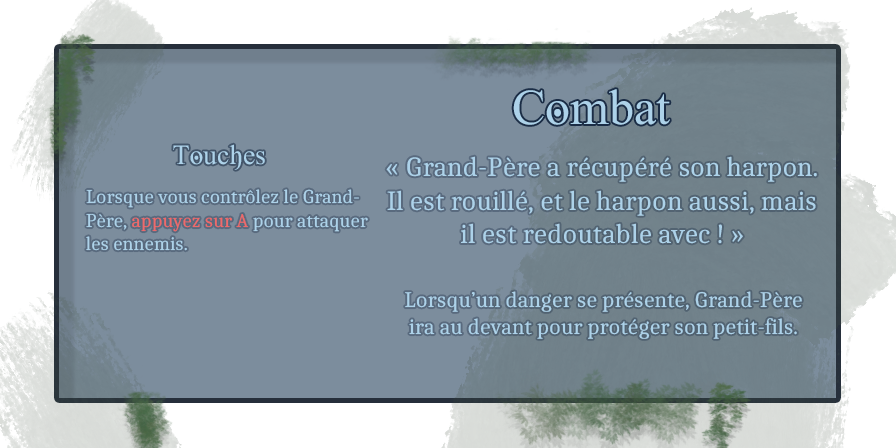 Touches
Lorsque vous contrôlez le Grand-
Père, appuyez sur A pour attaquer
les ennemis.
Combat
« Grand-Père a récupéré son harpon.
Il est rouillé, et le harpon aussi, mais
il est redoutable avec ! »
Lorsqu'un danger se présente, Grand-Père
ira au devant pour protéger son petit-fils.